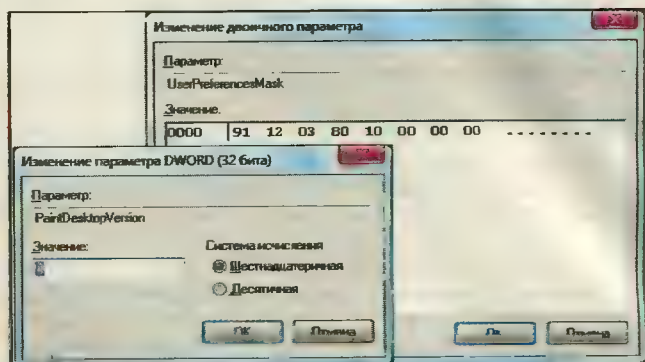 Изменение двоичного параметра
Параметр:
UserPreferencesMask
Значение:
0000 91 12 03 80 10 00 00 00 . . . . . . . .
Изменение параметра DWORD (32 бита)
Параметр:
PaintDesktopVersion
Значение:
Система исчисления
Шестнадцатеричная
Десятичная
ОК Отмена
Ок Отмена